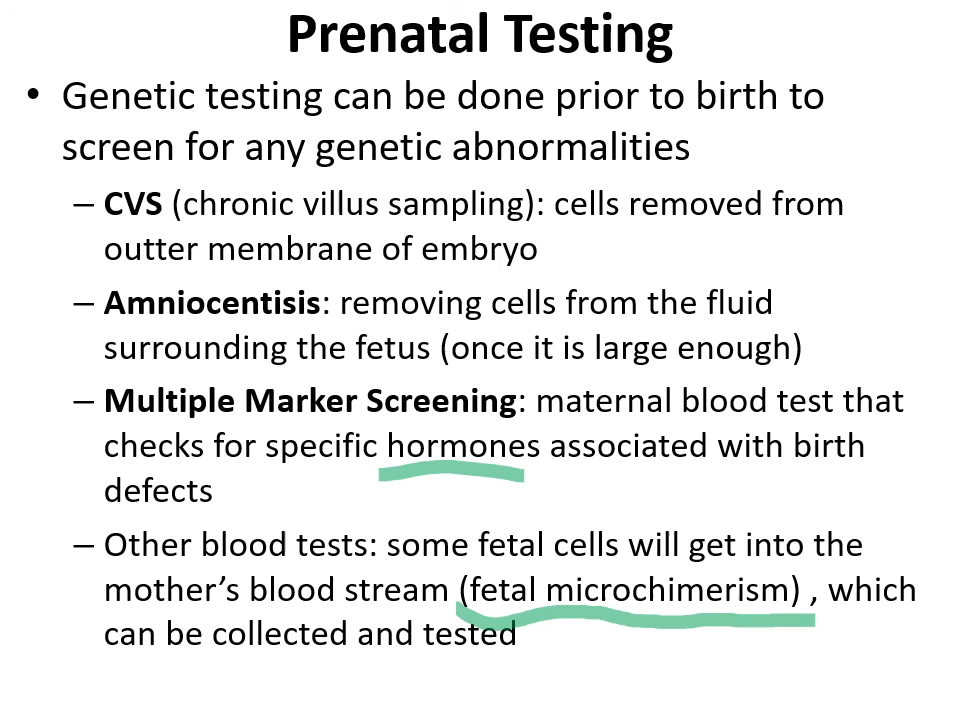 Prenatal Testing
• Genetic testing can be done prior to birth to
screen for any genetic abnormalities
– CVS (chronic villus sampling): cells removed from
outter membrane of embryo
– Amniocentisis: removing cells from the fluid
surrounding the fetus (once it is large enough)
– Multiple Marker Screening: maternal blood test that
checks for specific hormones associated with birth
defects
– Other blood tests: some fetal cells will get into the
mother’s blood stream (fetal microchimerism) , which
can be collected and tested